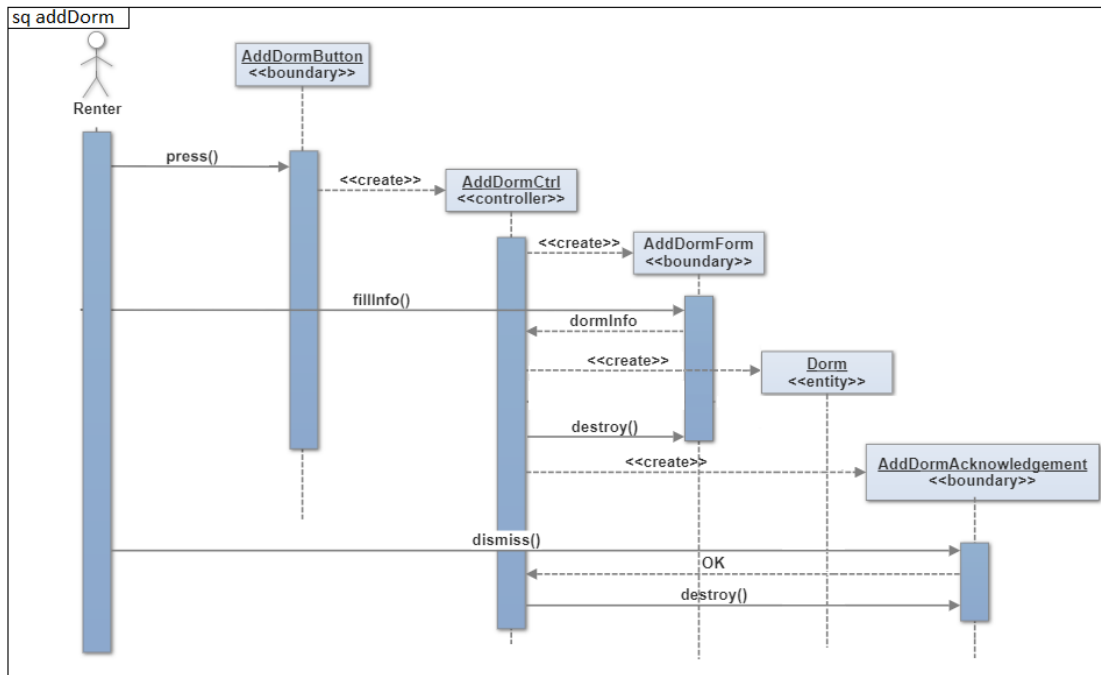 sq addDorm
Renter
AddDormButton
<<boundary>>
press()
<<create>>
AddDormCtrl
<<controller>>
<<create>>
AddDormForm
<<boundary>>
fillInfo()
dormInfo
<<create>>
Dorm
<<entity>>
destroy()
<<create>>
AddDormAcknowledgement
<<boundary>>
dismiss()
OK
destroy()